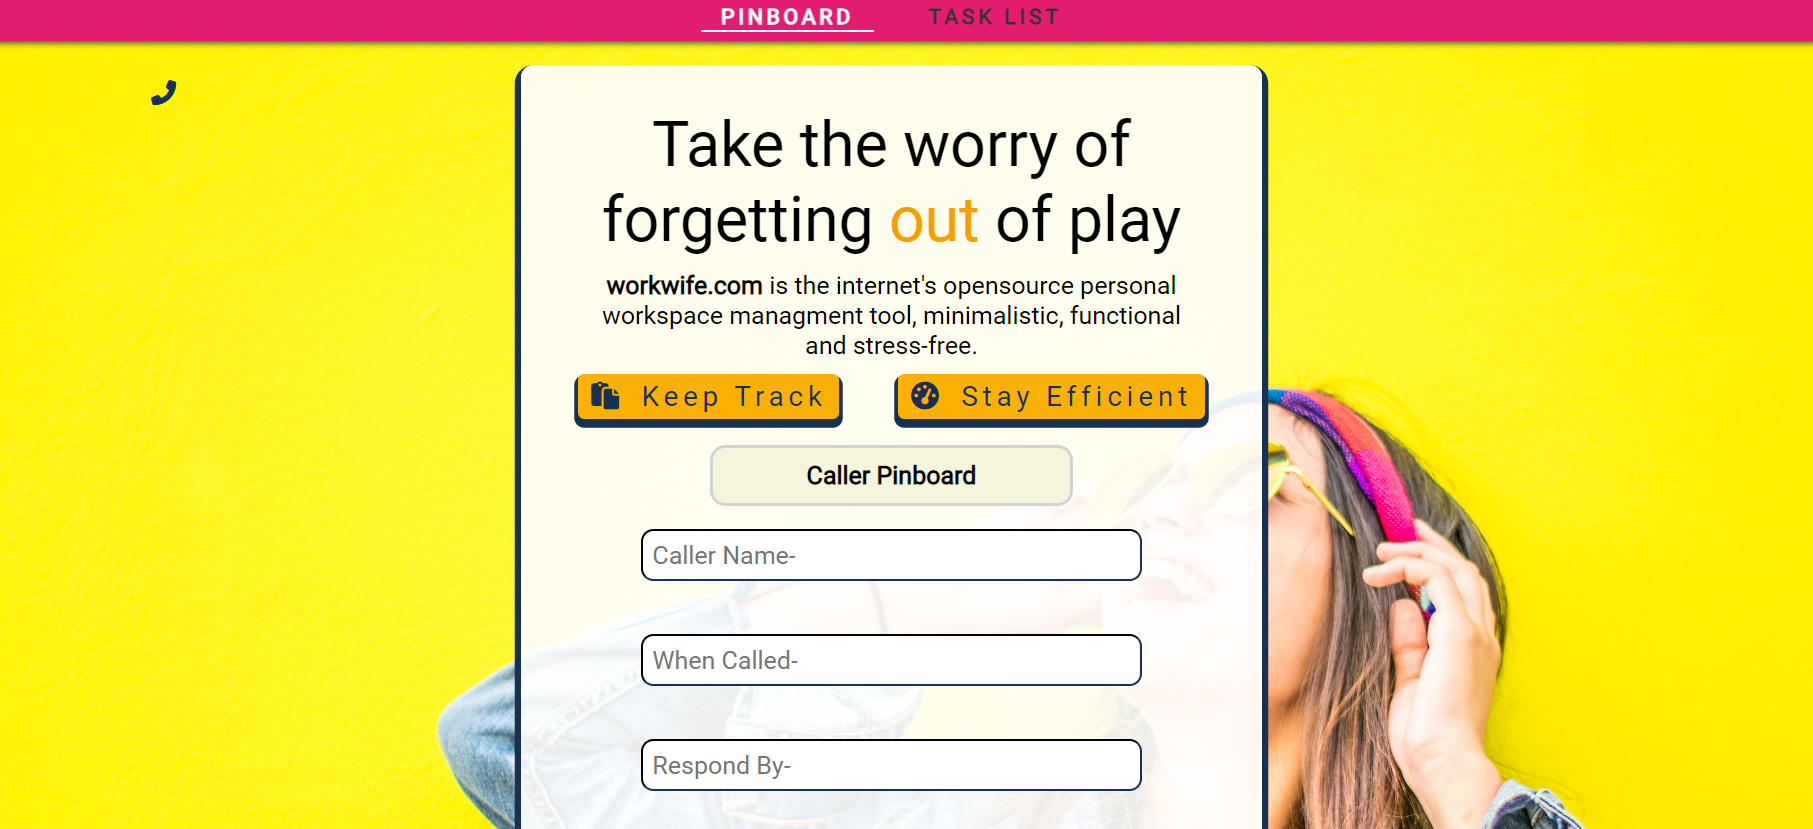 PINBOARD TASK LIST
Take the worry of
forgetting out of play
workwife.com is the internet's opensource personal
workspace managment tool, minimalistic, functional
and stress-free.
Keep Track Stay Efficient
Caller Pinboard
Caller Name-
When Called-
Respond By-